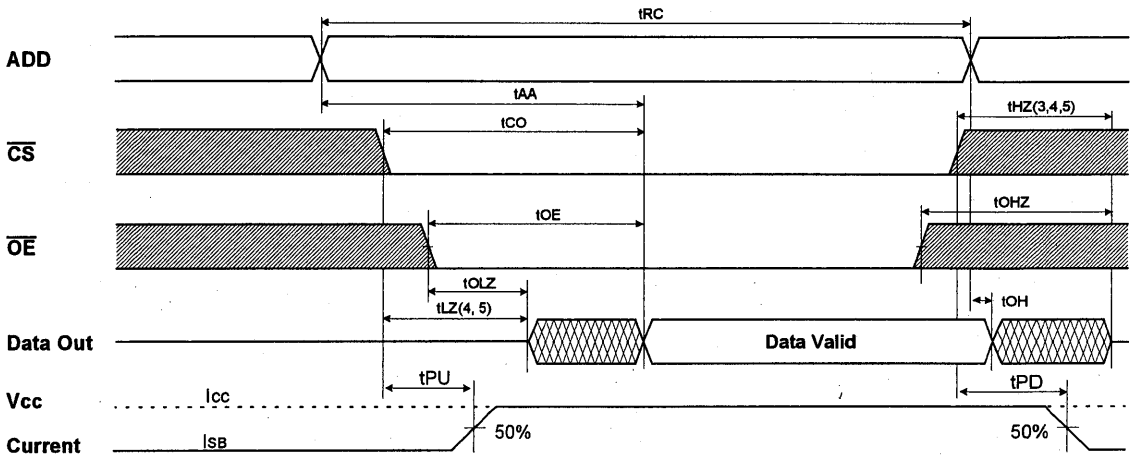 tRC
ADD
tAA
tHZ(3,4,5)
tCO
CS
tOHZ
tOE
OE
tOLZ
tOH
tLZ(4, 5)
Data Out
Data Valid
tPU
tPD
Vcc
Icc
50%
50%
Current
ISB